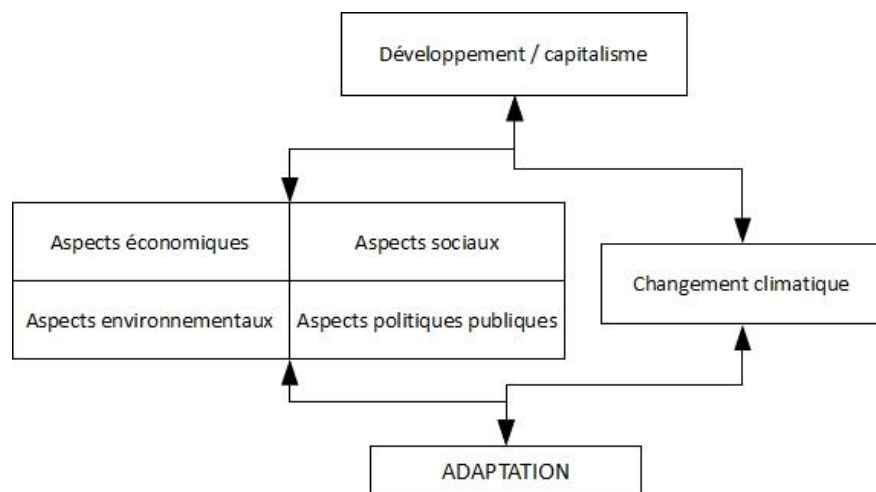 Développement / capitalisme
Aspects économiques
Aspects sociaux
Aspects environnementaux
Aspects politiques publiques
Changement climatique
ADAPTATION